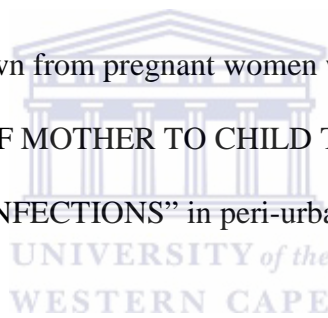 wn from pregnant women
F MOTHER TO CHILD
NFECTIONS” in peri-urba
UNIVERSITY of the
WESTERN CAPE